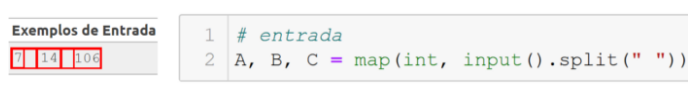 Exemplos de Entrada
7 14 106
1 # entrada
2 A, B, C = map(int, input().split(" "))